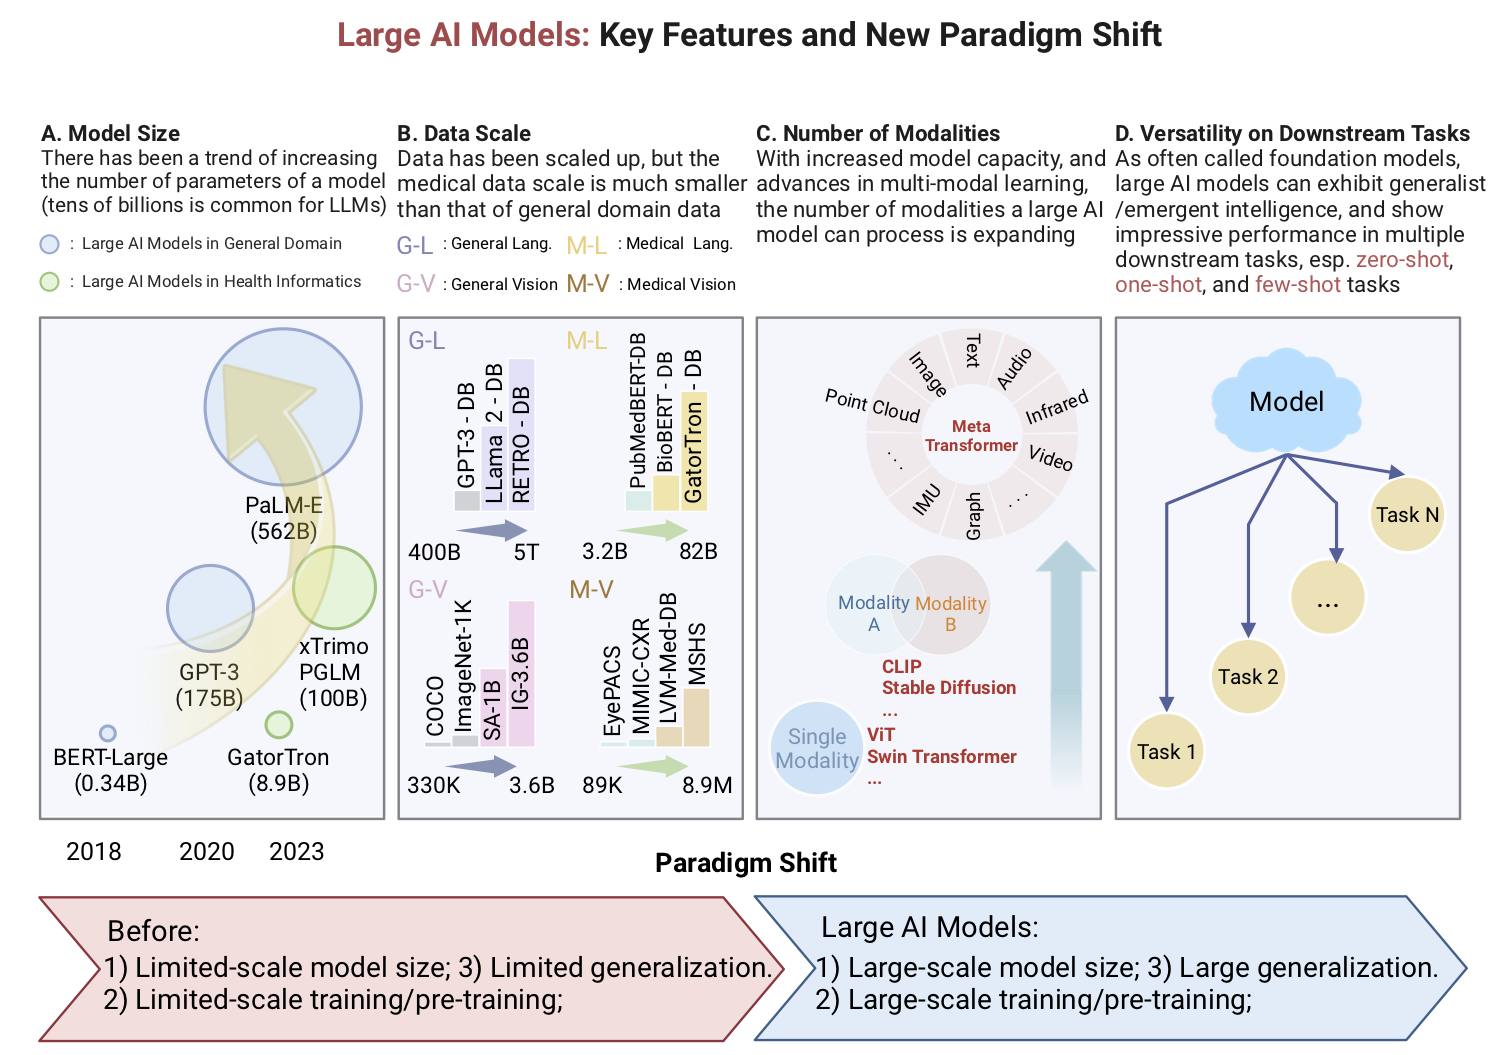 Large AI Models: Key Features and New Paradigm Shift
A. Model Size
There has been a trend of increasing
the number of parameters of a model
(tens of billions is common for LLMs)
: Large AI Models in General Domain
: Large AI Models in Health Informatics
PaLM-E
(562B)
GPT-3
(175B)
xTrimo
PGLM
(100B)
BERT-Large
(0.34B)
GatorTron
(8.9B)
2018 2020 2023
B. Data Scale
Data has been scaled up, but the
medical data scale is much smaller
than that of general domain data
G-L : General Lang. M-L : Medical Lang.
G-V : General Vision M-V : Medical Vision
G-L
GPT-3 - DB
LLama 2 - DB
RETRO - DB
400B 5T
M-L
PubMedBERT-DB
BioBERT - DB
GatorTron - DB
3.2B 82B
G-V
COCO
ImageNet-1K
SA-1B
IG-3.6B
330K 3.6B
M-V
EyePACS
MIMIC-CXR
LVM-Med-DB
MSHS
89K 8.9M
C. Number of Modalities
With increased model capacity, and
advances in multi-modal learning,
the number of modalities a large AI
model can process is expanding
Text
Audio
Infrared
Video
...
Graph
IMU
...
Point Cloud
Image
Meta
Transformer
Modality
A
Modality
B
CLIP
Stable Diffusion
...
Single
Modality
ViT
Swin Transformer
...
D. Versatility on Downstream Tasks
As often called foundation models,
large AI models can exhibit generalist
/emergent intelligence, and show
impressive performance in multiple
downstream tasks, esp. zero-shot,
one-shot, and few-shot tasks
Model
Task N
...
Task 2
Task 1
Paradigm Shift
Before:
1) Limited-scale model size; 3) Limited generalization.
2) Limited-scale training/pre-training;
Large AI Models:
1) Large-scale model size; 3) Large generalization.
2) Large-scale training/pre-training;